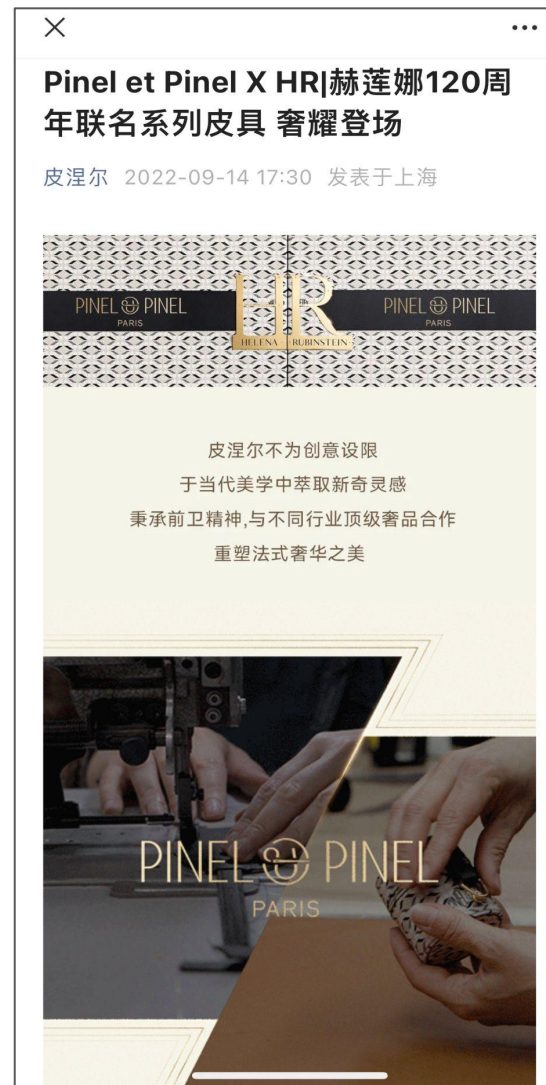 Pinel et Pinel X HR|赫莲娜120周
年联名系列皮具 奢耀登场
皮涅尔 2022-09-14 17:30 发表于上海
PINEL PINEL
PARIS
HR
HELENA RUBINSTEIN
PINEL PINEL
PARIS
皮涅尔不为创意设限
于当代美学中萃取新奇灵感
秉承前卫精神,与不同行业顶级奢品合作
重塑法式奢华之美
PINEL PINEL
PARIS